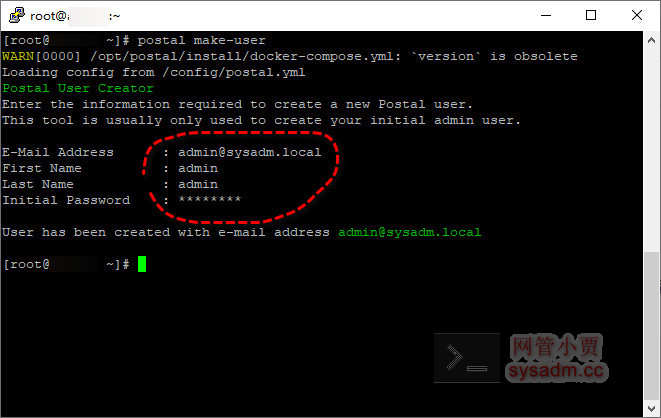 root@ :~
[root@ ~]# postal make-user
WARN[0000] /opt/postal/install/docker-compose.yml: `version` is obsolete
Loading config from /config/postal.yml
Postal User Creator
Enter the information required to create a new Postal user.
This tool is usually only used to create your initial admin user.
E-Mail Address : admin@sysadm.local
First Name : admin
Last Name : admin
Initial Password : ********
User has been created with e-mail address admin@sysadm.local
[root@ ~]#
>_ 网管小贾
sysadm.cc